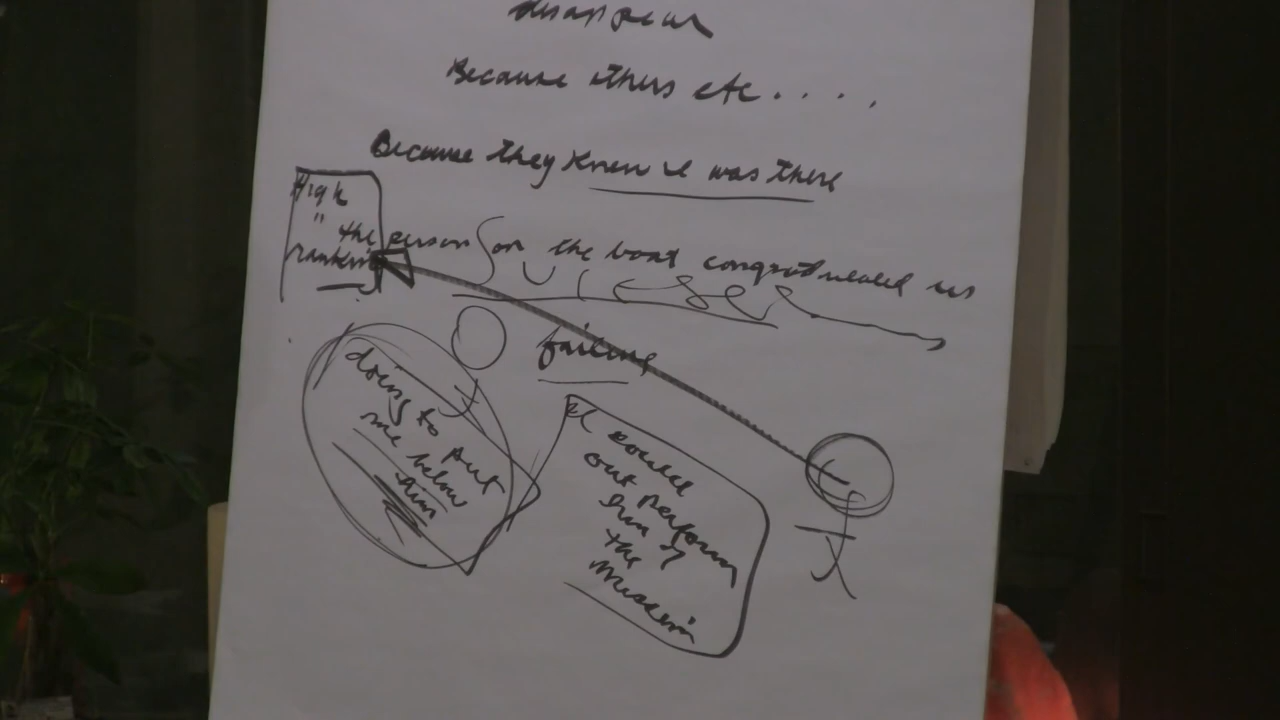 disappear
Because others etc....
Because they knew I was there
High
" the person on the boat congratulated us
ranking
failing
doing to put
me below
him
I could
out perform
him of
the
mission